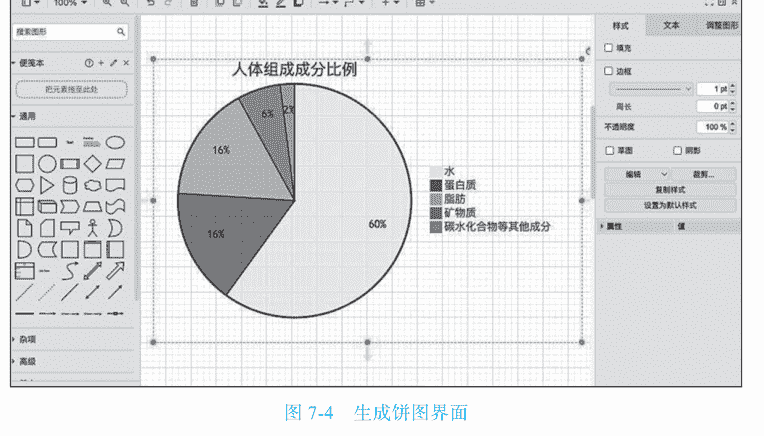 100%
样式
文本
调整图形
搜索图形
填充
便笺本
人体组成成分比例
边框
把元素拖至此处
1 pt
周长
0 pt
通用
2%
6%
不透明度
100 %
16%
草图
阴影
水
编辑
裁剪...
蛋白质
复制样式
脂肪
设置为默认样式
矿物质
60%
碳水化合物等其他成分
属性
值
16%
杂项
高级
图 7-4 生成饼图界面